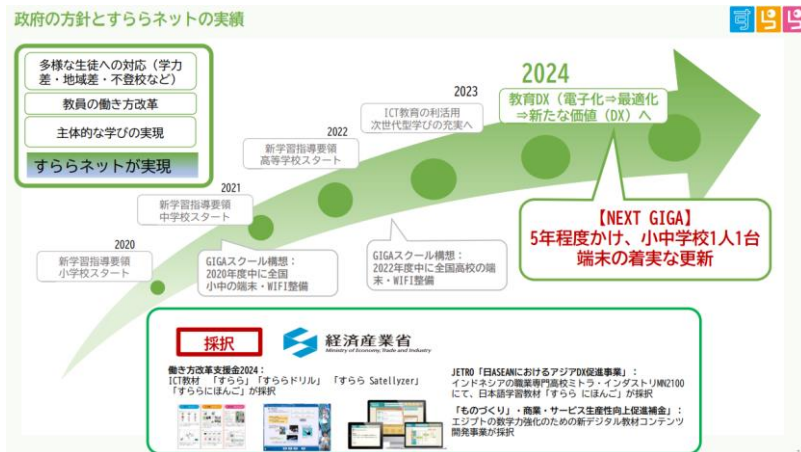 政府の方針とすららネットの実績
すらら
多様な生徒への対応（学力
差・地域差・不登校など）
教員の働き方改革
主体的な学びの実現
すららネットが実現
2020
新学習指導要領
小学校スタート
2021
新学習指導要領
中学校スタート
2022
新学習指導要領
高等学校スタート
2023
ICT教育の利活用
次世代型学びの充実へ
2024
教育DX（電子化⇒最適化
⇒新たな価値（DX）へ
GIGAスクール構想：
2020年度中に全国
小中の端末・WIFI整備
GIGAスクール構想：
2022年度中に全国高校の端
末・WIFI整備
【NEXT GIGA】
5年程度かけ、小中学校1人1台
端末の着実な更新
採択
経済産業省
Ministry of Economy, Trade and Industry
働き方改革支援金2024：
ICT教材　「すらら」「すららドリル」　「すらら Satellyzer」
「すららにほんご」が採択
JETRO「日ASEANにおけるアジアDX促進事業」：
インドネシアの職業専門高校ミトラ・インダストリMN2100
にて、日本語学習教材「すらら にほんご」が採択
「ものづくり」・商業・サービス生産性向上促進補金」：
エジプトの数学力強化のための新デジタル教材コンテンツ
開発事業が採択